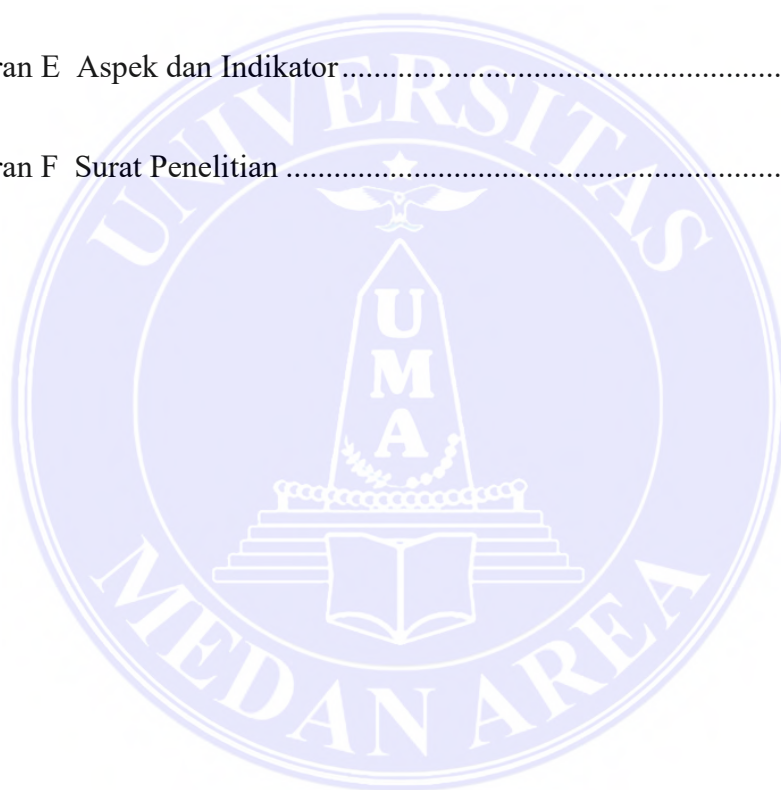 ran E Aspek dan Indikator.......................................................
ran F Surat Penelitian ..............................................................
UNIVERSITAS
UMA
MEDAN AREA